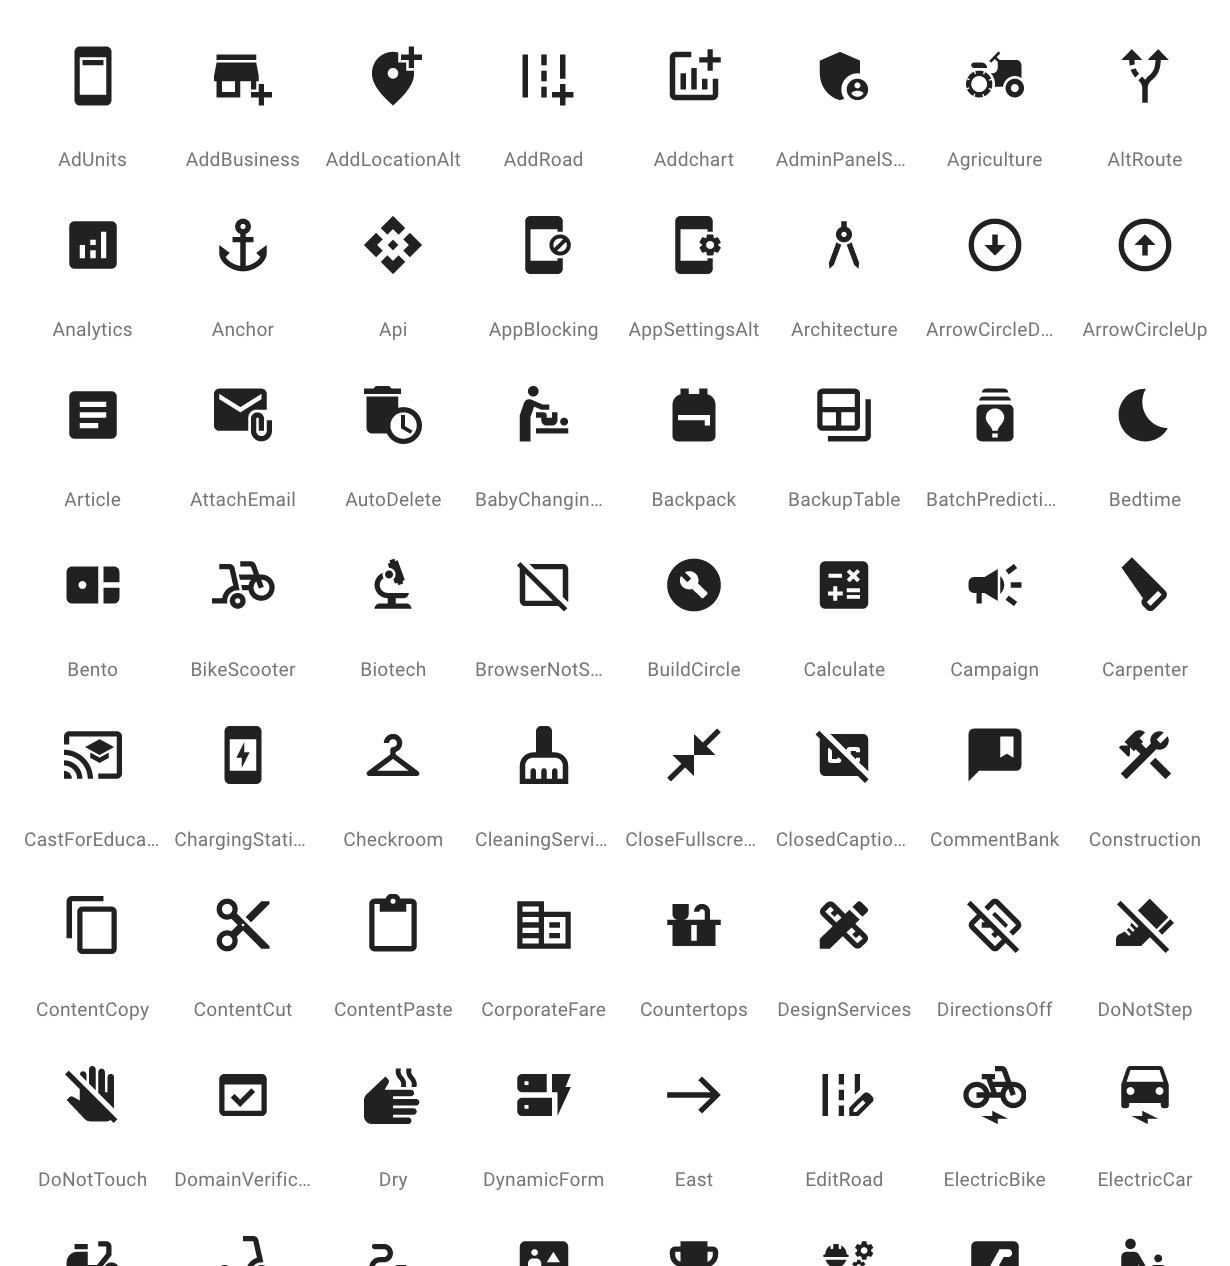 AdUnits AddBusiness AddLocationAlt AddRoad Addchart AdminPanelS... Agriculture AltRoute
Analytics Anchor Api AppBlocking AppSettingsAlt Architecture ArrowCircleD... ArrowCircleUp
Article AttachEmail AutoDelete BabyChangin... Backpack BackupTable BatchPredicti... Bedtime
Bento BikeScooter Biotech BrowserNotS... BuildCircle Calculate Campaign Carpenter
CastForEduca... ChargingStati... Checkroom CleaningServi... CloseFullscre... ClosedCaptio... CommentBank Construction
ContentCopy ContentCut ContentPaste CorporateFare Countertops DesignServices DirectionsOff DoNotStep
DoNotTouch DomainVerific... Dry DynamicForm East EditRoad ElectricBike ElectricCar